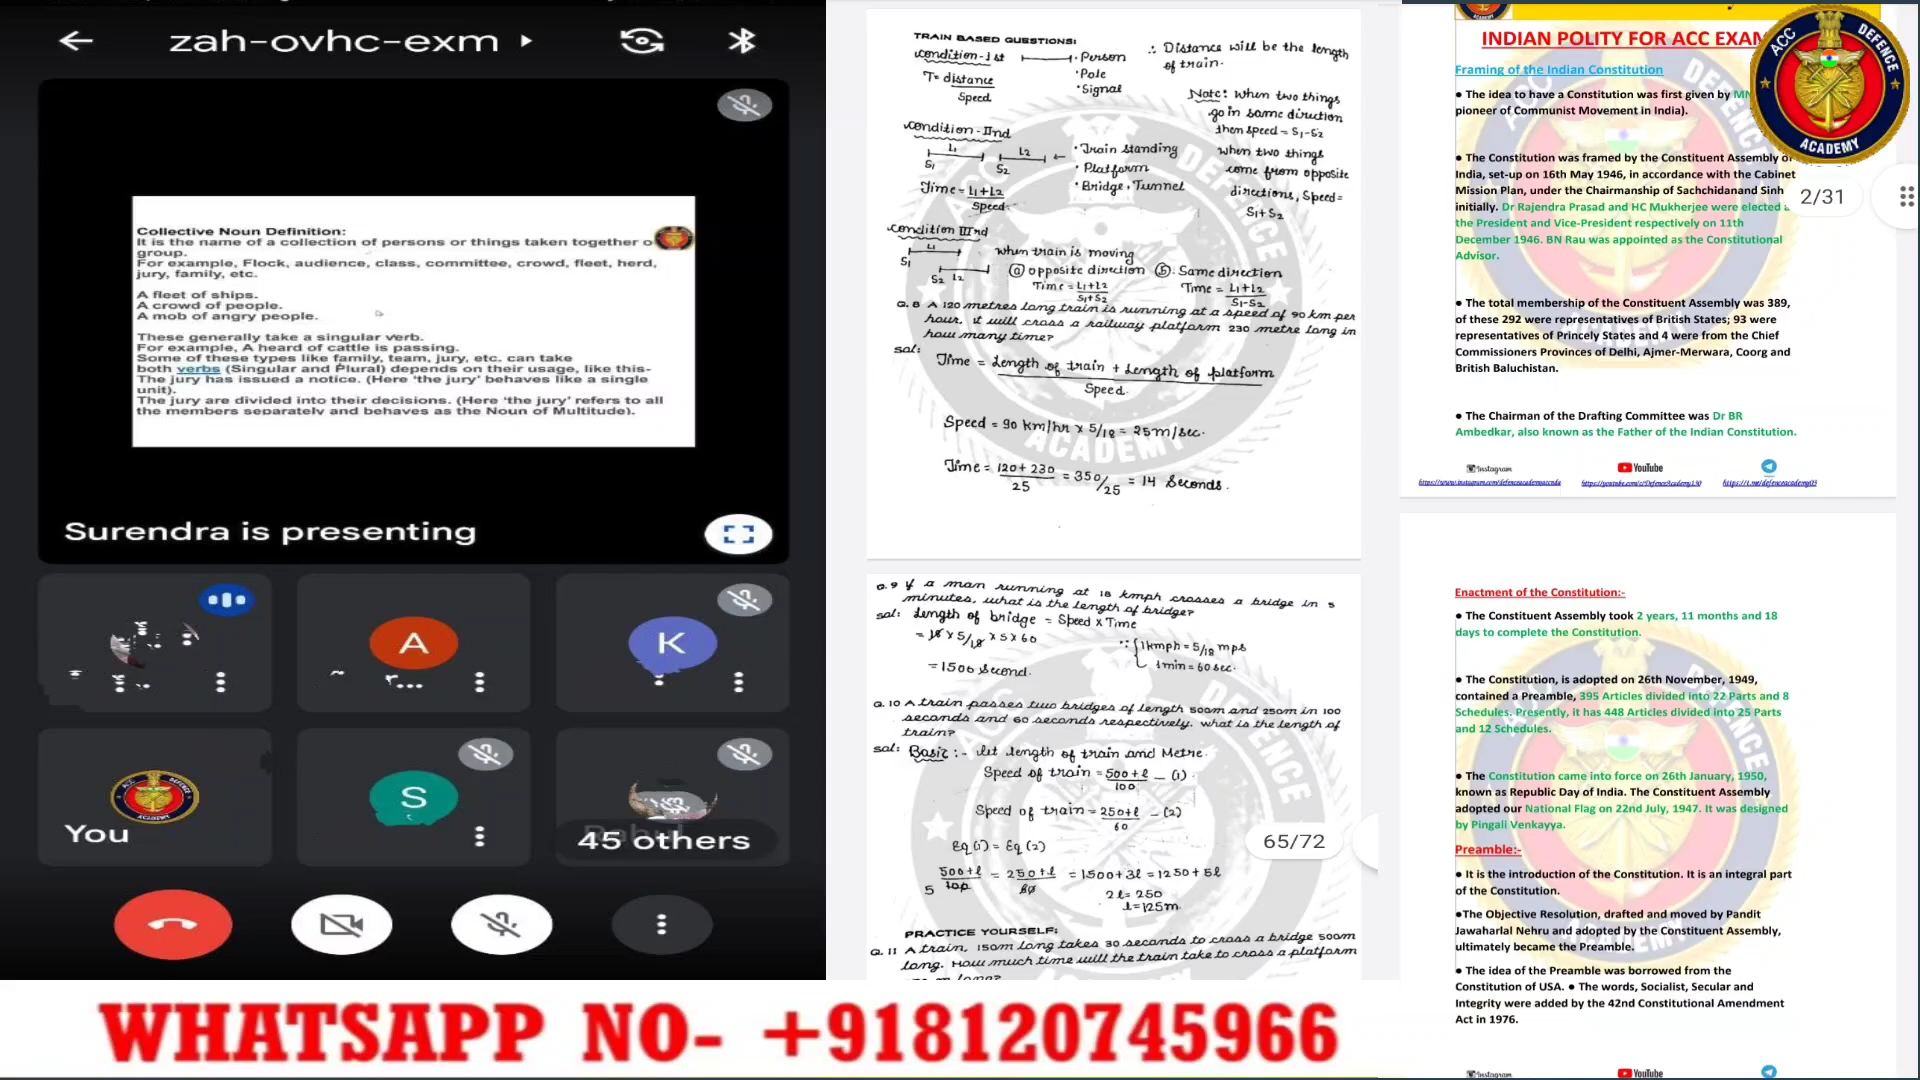 zah-ovhc-exm
Collective Noun Definition:
It is the name of a collection of persons or things taken together o
group.
For example, Flock, audience, class, committee, crowd, fleet, herd,
jury, family, etc.
A fleet of ships.
A crowd of people.
A mob of angry people.
These generally take a singular verb.
For example, A heard of cattle is passing.
Some of these types like family, team, jury, etc. can take
both verbs (Singular and Plural) depends on their usage, like this-
The jury has issued a notice. (Here 'the jury' behaves like a single
unit).
The jury are divided into their decisions. (Here 'the jury' refers to all
the members separately and behaves as the Noun of Multitude).
Surendra is presenting
A
K
r...
You
S
45 others
TRAIN BASED QUESTIONS:
Condition-1st
• Person
• Pole
• Signal
T= distance
Speed
∴ Distance will be the length
of train.
Note: When two things
go in same direction
then speed = S1-S2
When two things
come from opposite
directions, Speed=
S1+S2
Condition-IInd
L1 L2
S1 S2
• Train standing
• Platform
• Bridge, Tunnel
Time = L1+L2
Speed.
Condition IIIrd
L1
S1
S2 L2
when train is moving
ⓐ opposite direction ⓑ. Same direction
Time = L1+L2
S1+S2
Time = L1+L2
S1-S2
Q.8 A 120 metres long train is running at a speed of 90 km per
hour, it will cross a railway platform 230 metre long in
how many time?
sol: Time = Length of train + Length of platform
Speed.
Speed = 90 km/hr x 5/18 = 25m/sec.
Time = 120+230 = 350/25 = 14 Seconds.
25
Q.9 If a man running at 18 kmph crosses a bridge in 5
minutes, what is the length of bridge?
sol: Length of bridge = Speed x Time
= 18 x 5/18 x 5 x 60
∵ { 1kmph = 5/18 mps
1min = 60 sec.
= 1500 Second.
Q.10 A train passes two bridges of length 500m and 250m in 100
seconds and 60 seconds respectively. what is the length of
train?
sol: Basic :- Let length of train and Metre.
Speed of train = 500+l — (1)
100
Speed of train = 250+l — (2)
60
Eq (1) = Eq (2)
500+l = 250+l = 1500+3l = 1250+5l
5 100 60
2l = 250
l = 125m.
65/72
PRACTICE YOURSELF:
Q.11 A train, 150m long takes 30 seconds to cross a bridge 500m
long. How much time will the train take to cross a platform
ACC DEFENCE
ACADEMY
INDIAN POLITY FOR ACC EXAM
Framing of the Indian Constitution
• The idea to have a Constitution was first given by MN
pioneer of Communist Movement in India).
• The Constitution was framed by the Constituent Assembly of
India, set-up on 16th May 1946, in accordance with the Cabinet
Mission Plan, under the Chairmanship of Sachchidanand Sinh
initially. Dr Rajendra Prasad and HC Mukherjee were elected
the President and Vice-President respectively on 11th
December 1946. BN Rau was appointed as the Constitutional
Advisor.
2/31
• The total membership of the Constituent Assembly was 389,
of these 292 were representatives of British States; 93 were
representatives of Princely States and 4 were from the Chief
Commissioners Provinces of Delhi, Ajmer-Merwara, Coorg and
British Baluchistan.
• The Chairman of the Drafting Committee was Dr BR
Ambedkar, also known as the Father of the Indian Constitution.
Instagram YouTube
Enactment of the Constitution:-
• The Constituent Assembly took 2 years, 11 months and 18
days to complete the Constitution.
• The Constitution, is adopted on 26th November, 1949,
contained a Preamble, 395 Articles divided into 22 Parts and 8
Schedules. Presently, it has 448 Articles divided into 25 Parts
and 12 Schedules.
• The Constitution came into force on 26th January, 1950,
known as Republic Day of India. The Constituent Assembly
adopted our National Flag on 22nd July, 1947. It was designed
by Pingali Venkayya.
Preamble:-
• It is the introduction of the Constitution. It is an integral part
of the Constitution.
•The Objective Resolution, drafted and moved by Pandit
Jawaharlal Nehru and adopted by the Constituent Assembly,
ultimately became the Preamble.
• The idea of the Preamble was borrowed from the
Constitution of USA. • The words, Socialist, Secular and
Integrity were added by the 42nd Constitutional Amendment
Act in 1976.
Instagram YouTube
WHATSAPP NO- +918120745966